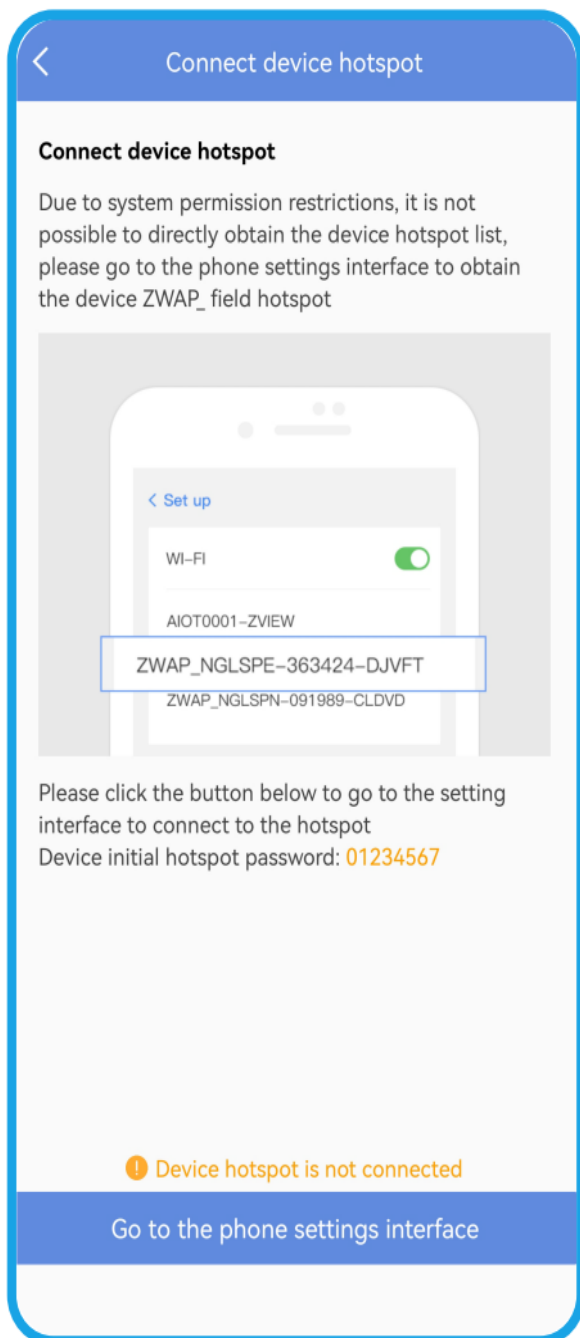 Connect device hotspot
Connect device hotspot
Due to system permission restrictions, it is not
possible to directly obtain the device hotspot list,
please go to the phone settings interface to obtain
the device ZWAP_ field hotspot
Set up
WI-FI
AIOT0001-ZVIEW
ZWAP_NGLSPE-363424-DJVFT
ZWAP_NGLSPN-091989-CLDVD
Please click the button below to go to the setting
interface to connect to the hotspot
Device initial hotspot password: 01234567
Device hotspot is not connected
Go to the phone settings interface